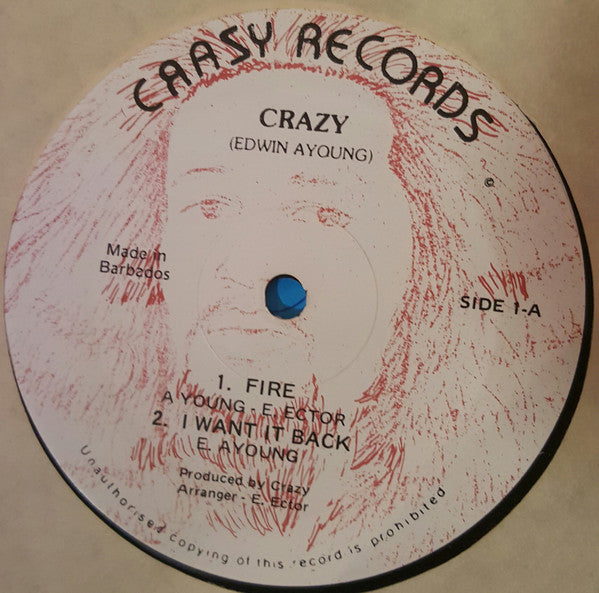 CRAZY RECORDS
CRAZY
(EDWIN AYOUNG)
©
Made in
Barbados
SIDE 1-A
1. FIRE
A YOUNG - E. ECTOR
2. I WANT IT BACK
E. AYOUNG
Produced by Crazy
Arranger - E. Ector
Unauthorised copying of this record is prohibited